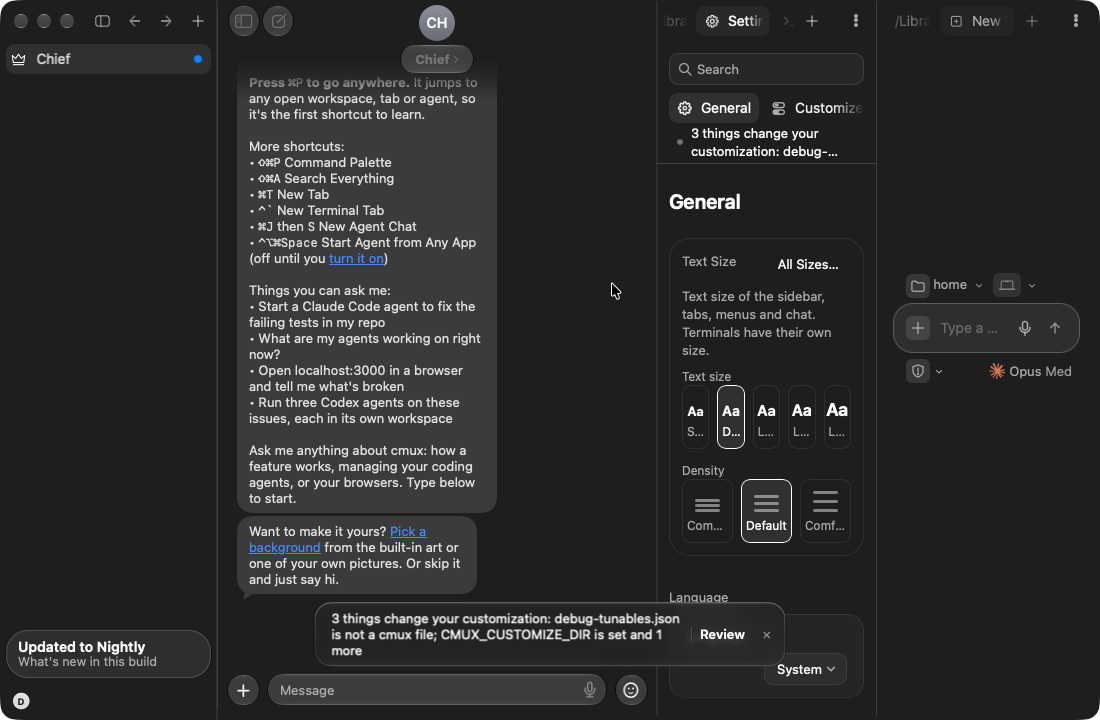 Chief
Updated to Nightly
What's new in this build
D
CH
Chief ›
Press ⌘P to go anywhere. It jumps to
any open workspace, tab or agent, so
it's the first shortcut to learn.
More shortcuts:
• ⇧⌘P Command Palette
• ⇧⌘A Search Everything
• ⌘T New Tab
• ^` New Terminal Tab
• ⌘J then S New Agent Chat
• ^⌥⌘Space Start Agent from Any App
(off until you turn it on)
Things you can ask me:
• Start a Claude Code agent to fix the
failing tests in my repo
• What are my agents working on right
now?
• Open localhost:3000 in a browser
and tell me what's broken
• Run three Codex agents on these
issues, each in its own workspace
Ask me anything about cmux: how a
feature works, managing your coding
agents, or your browsers. Type below
to start.
Want to make it yours? Pick a
background from the built-in art or
one of your own pictures. Or skip it
and just say hi.
3 things change your customization: debug-tunables.json
is not a cmux file; CMUX_CUSTOMIZE_DIR is set and 1
more
Review
Message
Settir
Search
General
Customize
3 things change your
customization: debug-...
General
Text Size
All Sizes...
Text size of the sidebar,
tabs, menus and chat.
Terminals have their own
size.
Text size
Aa Aa Aa Aa Aa
S... D... L... L... L...
Density
Com... Default Comf...
Language
System
/Libra
New
home
Type a ...
Opus Med